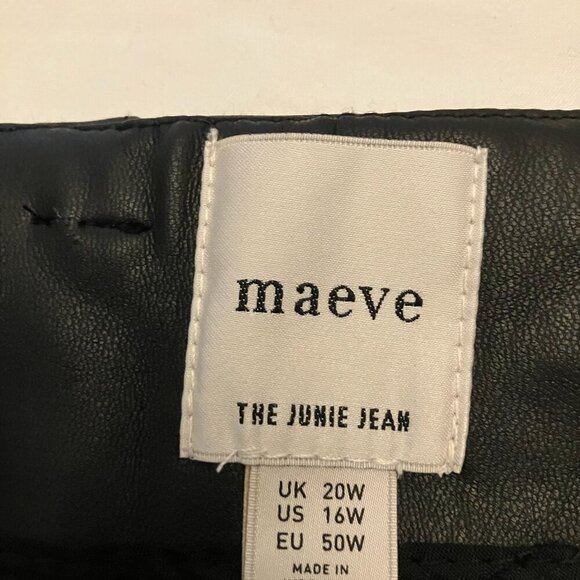 maeve
THE JUNIE JEAN
UK 20W
US 16W
EU 50W
MADE IN